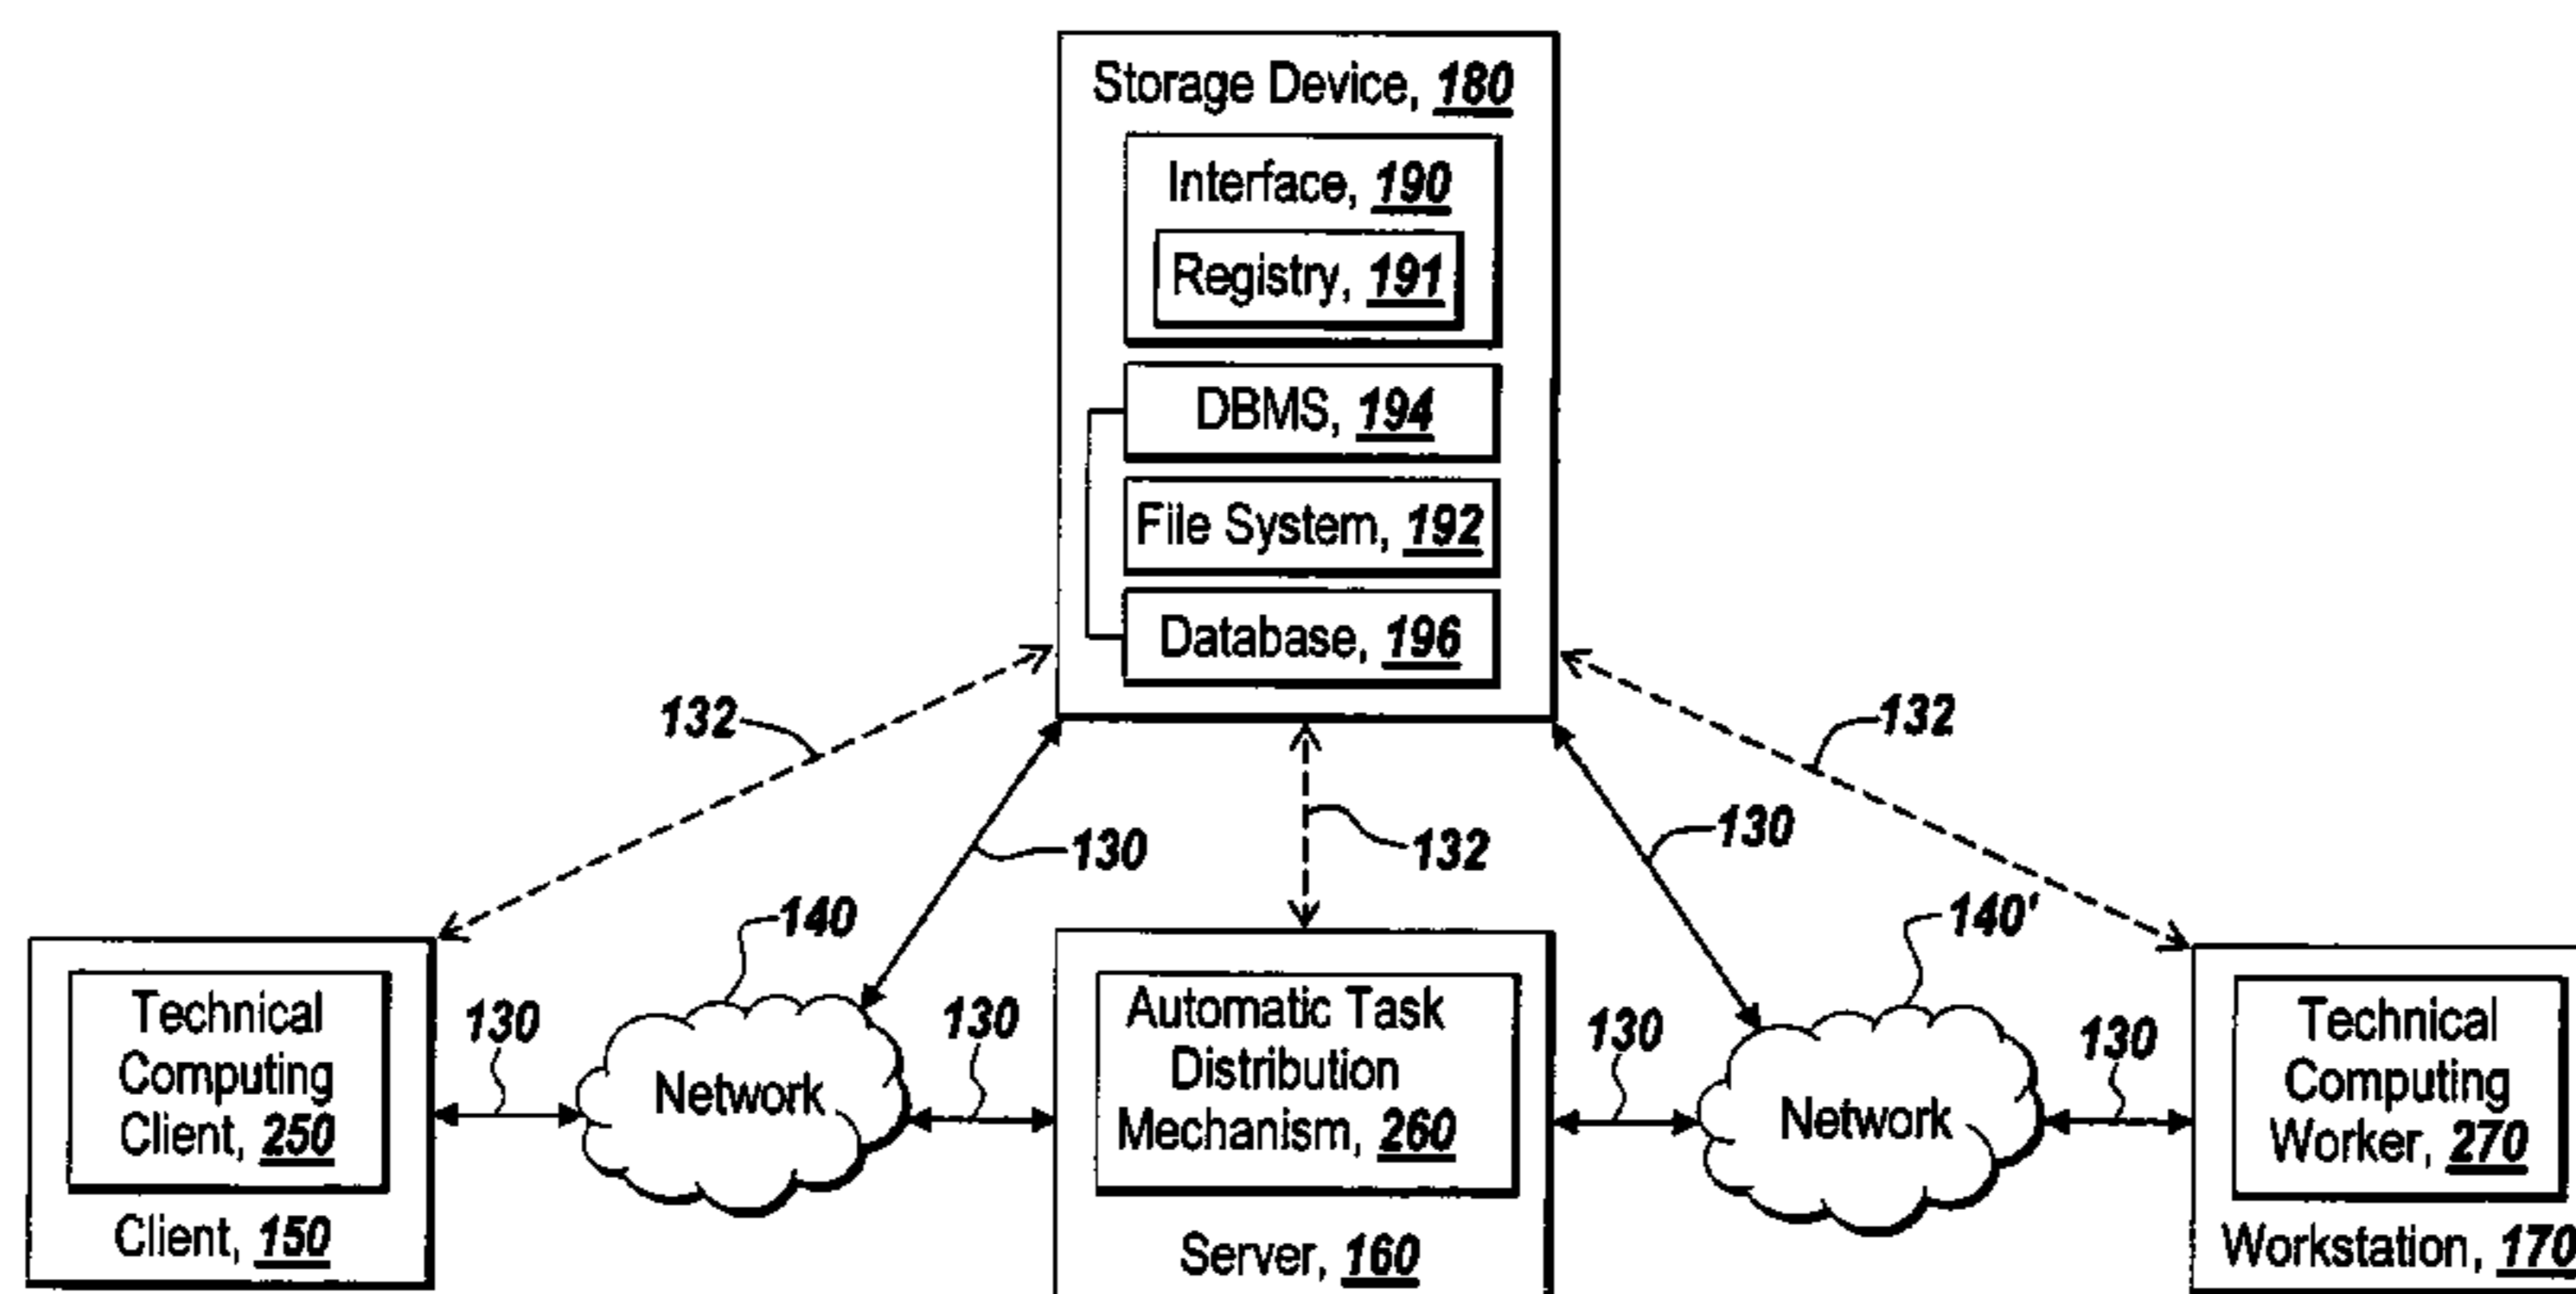 Storage Device, 180
Interface, 190
Registry, 191
DBMS, 194
File System, 192
Database, 196
132
132
130
132
130
140
140'
Technical
Computing
Client, 250
Client, 150
130
Network
130
Automatic Task
Distribution
Mechanism, 260
Server, 160
130
Network
130
Technical
Computing
Worker, 270
Workstation, 170